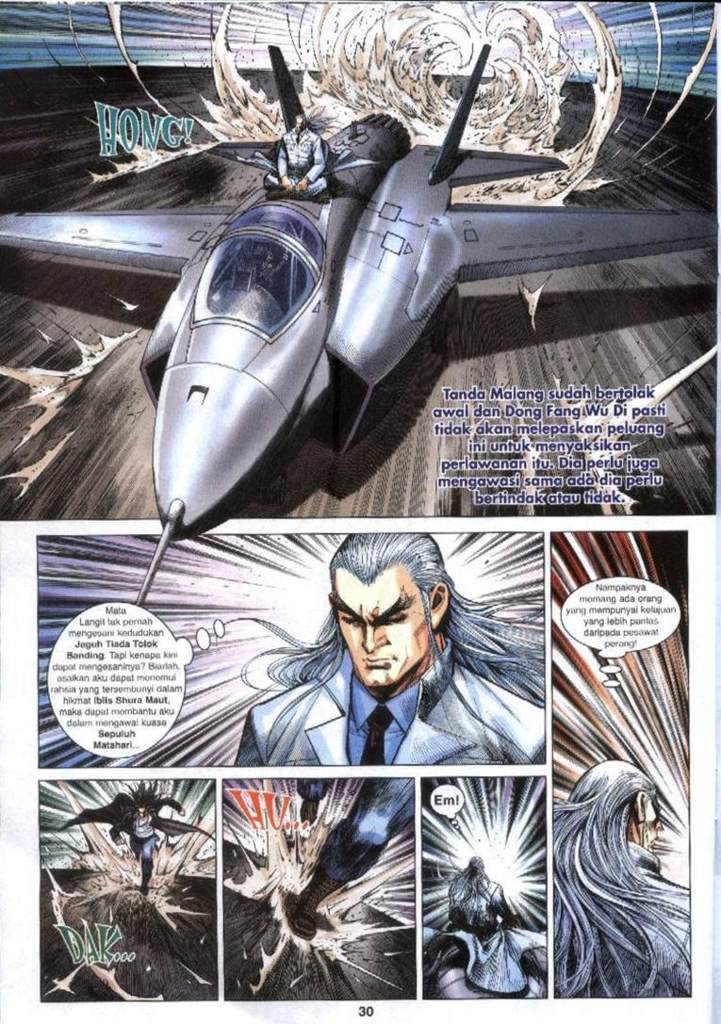 HONG!
Tanda Malang sudah bertolak
awal dan Dong Fang Wu Di pasti
tidak akan melepaskan peluang
ini untuk menyaksikan
perlawanan itu. Dia perlu juga
mengawasi sama ada dia perlu
bertindak atau tidak.
Mata
Langit tak pernah
mengesani kedudukan
Jaguh Tiada Tolok
Banding. Tapi kenapa kini
dapat mengesaninya? Biarlah,
asalkan aku dapat menemui
rahsia yang tersembunyi dalam
hikmat Iblis Shura Maut,
maka dapat membantu aku
dalam mengawal kuasa
Sepuluh
Matahari...
Nampaknya
memang ada orang
yang mempunyai kelajuan
yang lebih pantas
daripada pesawat
perang!
DAK...
HU...
Em!
30